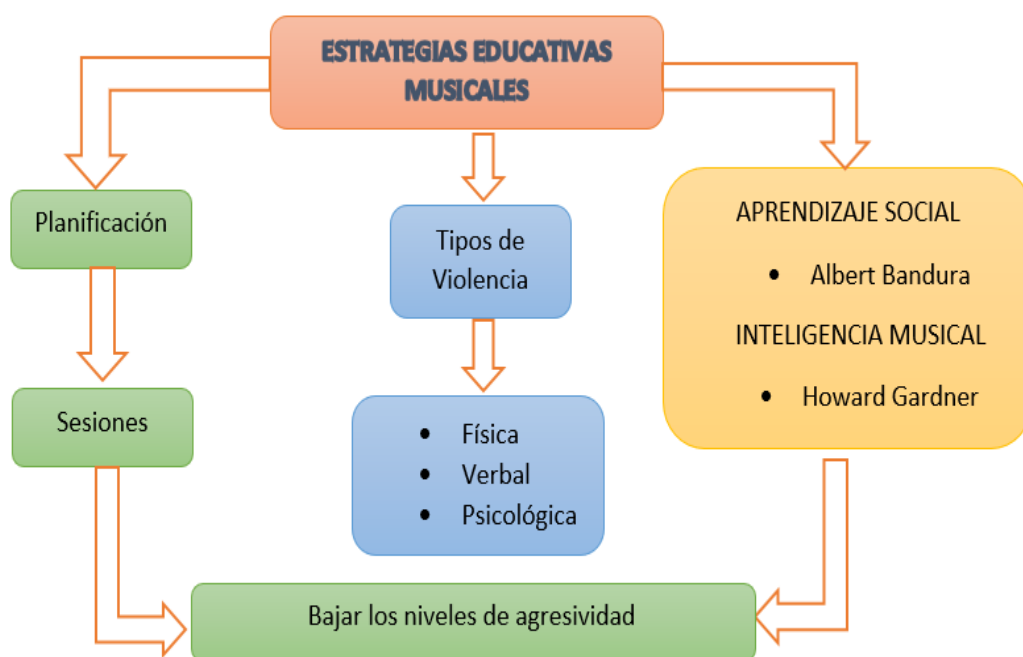 ESTRATEGIAS EDUCATIVAS
MUSICALES
Planificación
Sesiones
Tipos de
Violencia
• Física
• Verbal
• Psicológica
APRENDIZAJE SOCIAL
• Albert Bandura
INTELIGENCIA MUSICAL
• Howard Gardner
Bajar los niveles de agresividad